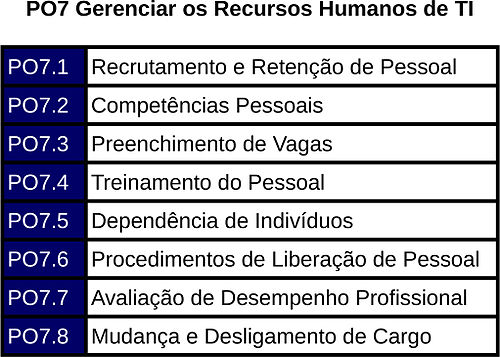 PO7 Gerenciar os Recursos Humanos de TI
PO7.1 Recrutamento e Retenção de Pessoal
PO7.2 Competências Pessoais
PO7.3 Preenchimento de Vagas
PO7.4 Treinamento do Pessoal
PO7.5 Dependência de Indivíduos
PO7.6 Procedimentos de Liberação de Pessoal
PO7.7 Avaliação de Desempenho Profissional
PO7.8 Mudança e Desligamento de Cargo